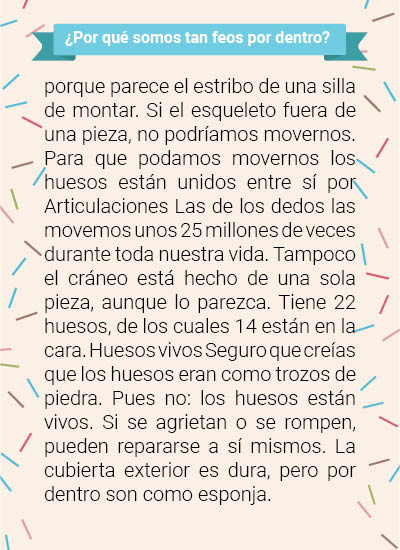 ¿Por qué somos tan feos por dentro?
porque parece el estribo de una silla
de montar. Si el esqueleto fuera de
una pieza, no podríamos movernos.
Para que podamos movernos los
huesos están unidos entre sí por
Articulaciones Las de los dedos las
movemos unos 25 millones de veces
durante toda nuestra vida. Tampoco
el cráneo está hecho de una sola
pieza, aunque lo parezca. Tiene 22
huesos, de los cuales 14 están en la
cara. Huesos vivos Seguro que creías
que los huesos eran como trozos de
piedra. Pues no: los huesos están
vivos. Si se agrietan o se rompen,
pueden repararse a sí mismos. La
cubierta exterior es dura, pero por
dentro son como esponja.